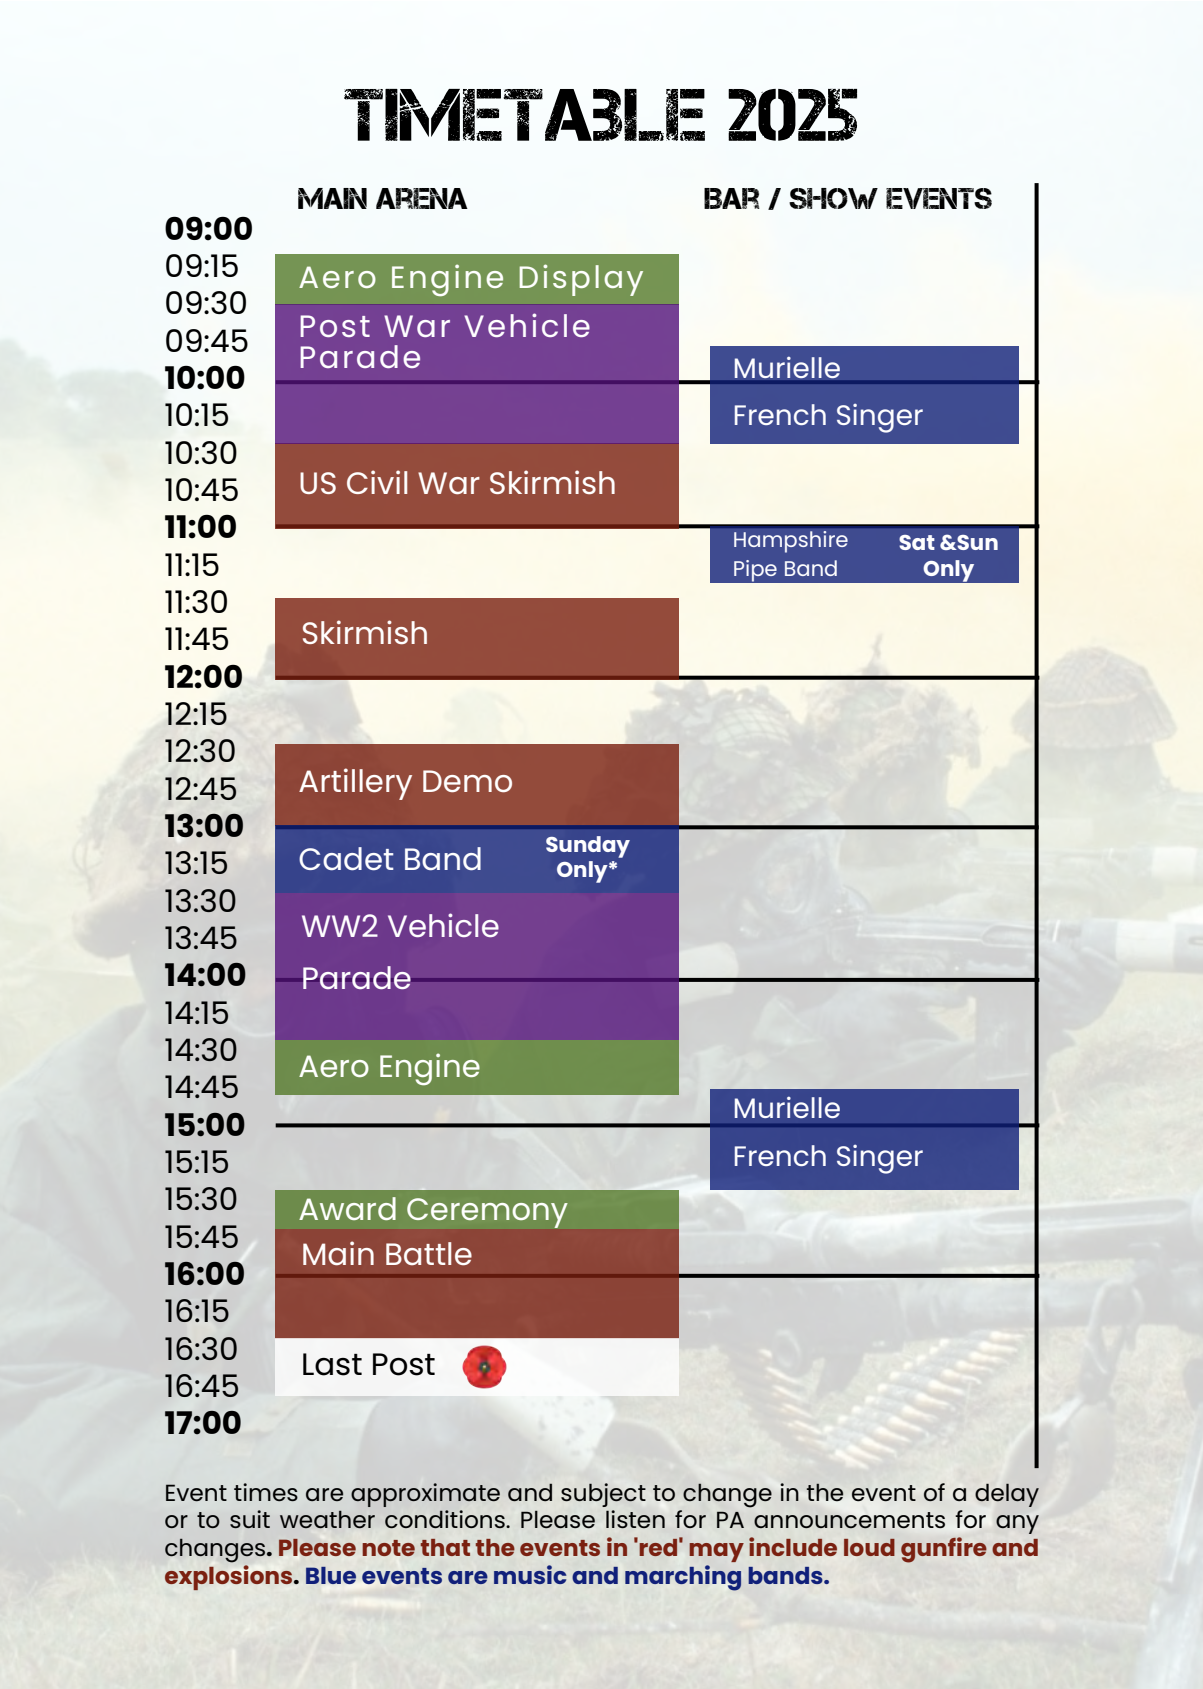 TIMETABLE 2025
MAIN ARENA
BAR / SHOW EVENTS
09:00
09:15
Aero Engine Display
09:30
Post War Vehicle
09:45
Parade
Murielle
10:00
10:15
French Singer
10:30
10:45
US Civil War Skirmish
11:00
Hampshire
Pipe Band
Sat &Sun
Only
11:15
11:30
11:45
Skirmish
12:00
12:15
12:30
12:45
Artillery Demo
13:00
13:15
Cadet Band
Sunday
Only*
13:30
WW2 Vehicle
13:45
14:00
Parade
14:15
14:30
Aero Engine
14:45
Murielle
15:00
15:15
French Singer
15:30
Award Ceremony
15:45
Main Battle
16:00
16:15
16:30
Last Post
16:45
17:00
Event times are approximate and subject to change in the event of a delay
or to suit weather conditions. Please listen for PA announcements for any
changes. Please note that the events in 'red' may include loud gunfire and
explosions. Blue events are music and marching bands.